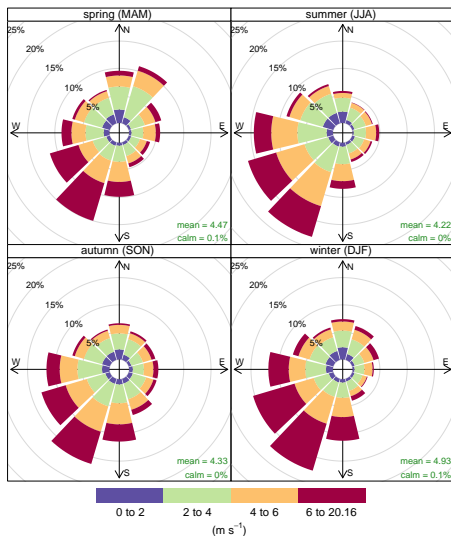 spring (MAM)
25%
20%
15%
10%
5%
N
W
E
S
mean = 4.47
calm = 0.1%
summer (JJA)
25%
20%
15%
10%
5%
N
W
E
S
mean = 4.22
calm = 0%
autumn (SON)
25%
20%
15%
10%
5%
N
W
E
S
mean = 4.33
calm = 0%
winter (DJF)
25%
20%
15%
10%
5%
N
W
E
S
mean = 4.93
calm = 0.1%
0 to 2 2 to 4 4 to 6 6 to 20.16
(m s⁻¹)